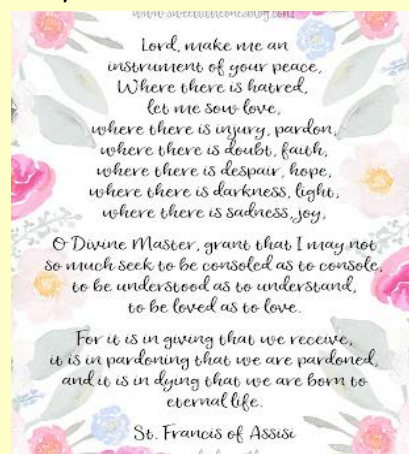 Lord, make me an
instrument of your peace,
Where there is hatred,
let me sow love,
where there is injury, pardon,
where there is doubt, faith,
where there is despair, hope,
where there is darkness, light,
where there is sadness, joy,
O Divine Master, grant that I may not
so much seek to be consoled as to console,
to be understood as to understand,
to be loved as to love.
For it is in giving that we receive,
it is in pardoning that we are pardoned,
and it is in dying that we are born to
eternal life.
St. Francis of Assisi